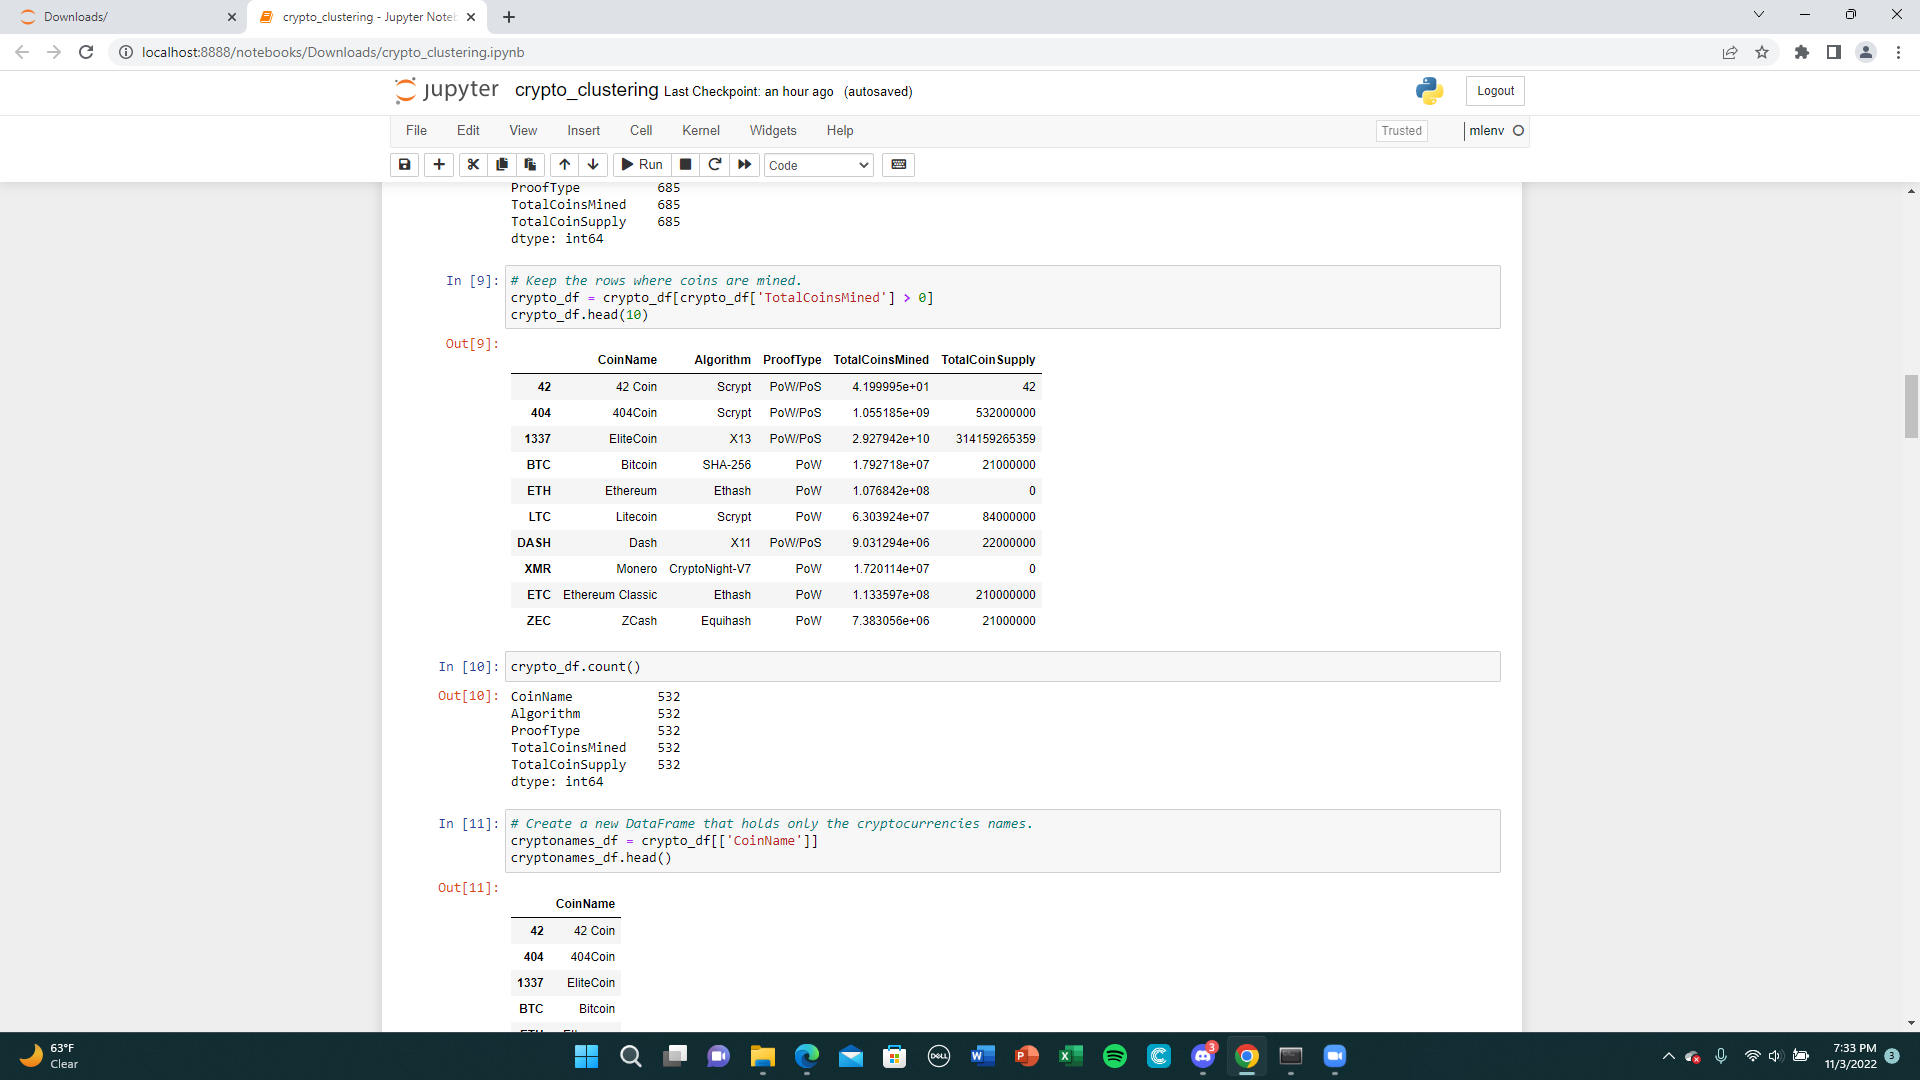 Downloads/
crypto_clustering - Jupyter Noteb
localhost:8888/notebooks/Downloads/crypto_clustering.ipynb
jupyter crypto_clustering Last Checkpoint: an hour ago (autosaved)
Logout
File Edit View Insert Cell Kernel Widgets Help
Trusted
mlenv
Run
Code
ProofType 685
TotalCoinsMined 685
TotalCoinSupply 685
dtype: int64
In [9]: # Keep the rows where coins are mined.
crypto_df = crypto_df[crypto_df['TotalCoinsMined'] > 0]
crypto_df.head(10)
Out[9]:
CoinName Algorithm ProofType TotalCoinsMined TotalCoinSupply
42 42 Coin Scrypt PoW/PoS 4.199995e+01 42
404 404Coin Scrypt PoW/PoS 1.055185e+09 532000000
1337 EliteCoin X13 PoW/PoS 2.927942e+10 314159265359
BTC Bitcoin SHA-256 PoW 1.792718e+07 21000000
ETH Ethereum Ethash PoW 1.076842e+08 0
LTC Litecoin Scrypt PoW 6.303924e+07 84000000
DASH Dash X11 PoW/PoS 9.031294e+06 22000000
XMR Monero CryptoNight-V7 PoW 1.720114e+07 0
ETC Ethereum Classic Ethash PoW 1.133597e+08 210000000
ZEC ZCash Equihash PoW 7.383056e+06 21000000
In [10]: crypto_df.count()
Out[10]: CoinName 532
Algorithm 532
ProofType 532
TotalCoinsMined 532
TotalCoinSupply 532
dtype: int64
In [11]: # Create a new DataFrame that holds only the cryptocurrencies names.
cryptonames_df = crypto_df[['CoinName']]
cryptonames_df.head()
Out[11]:
CoinName
42 42 Coin
404 404Coin
1337 EliteCoin
BTC Bitcoin
63°F
Clear
DELL
W
P
X
3
7:33 PM
11/3/2022
3